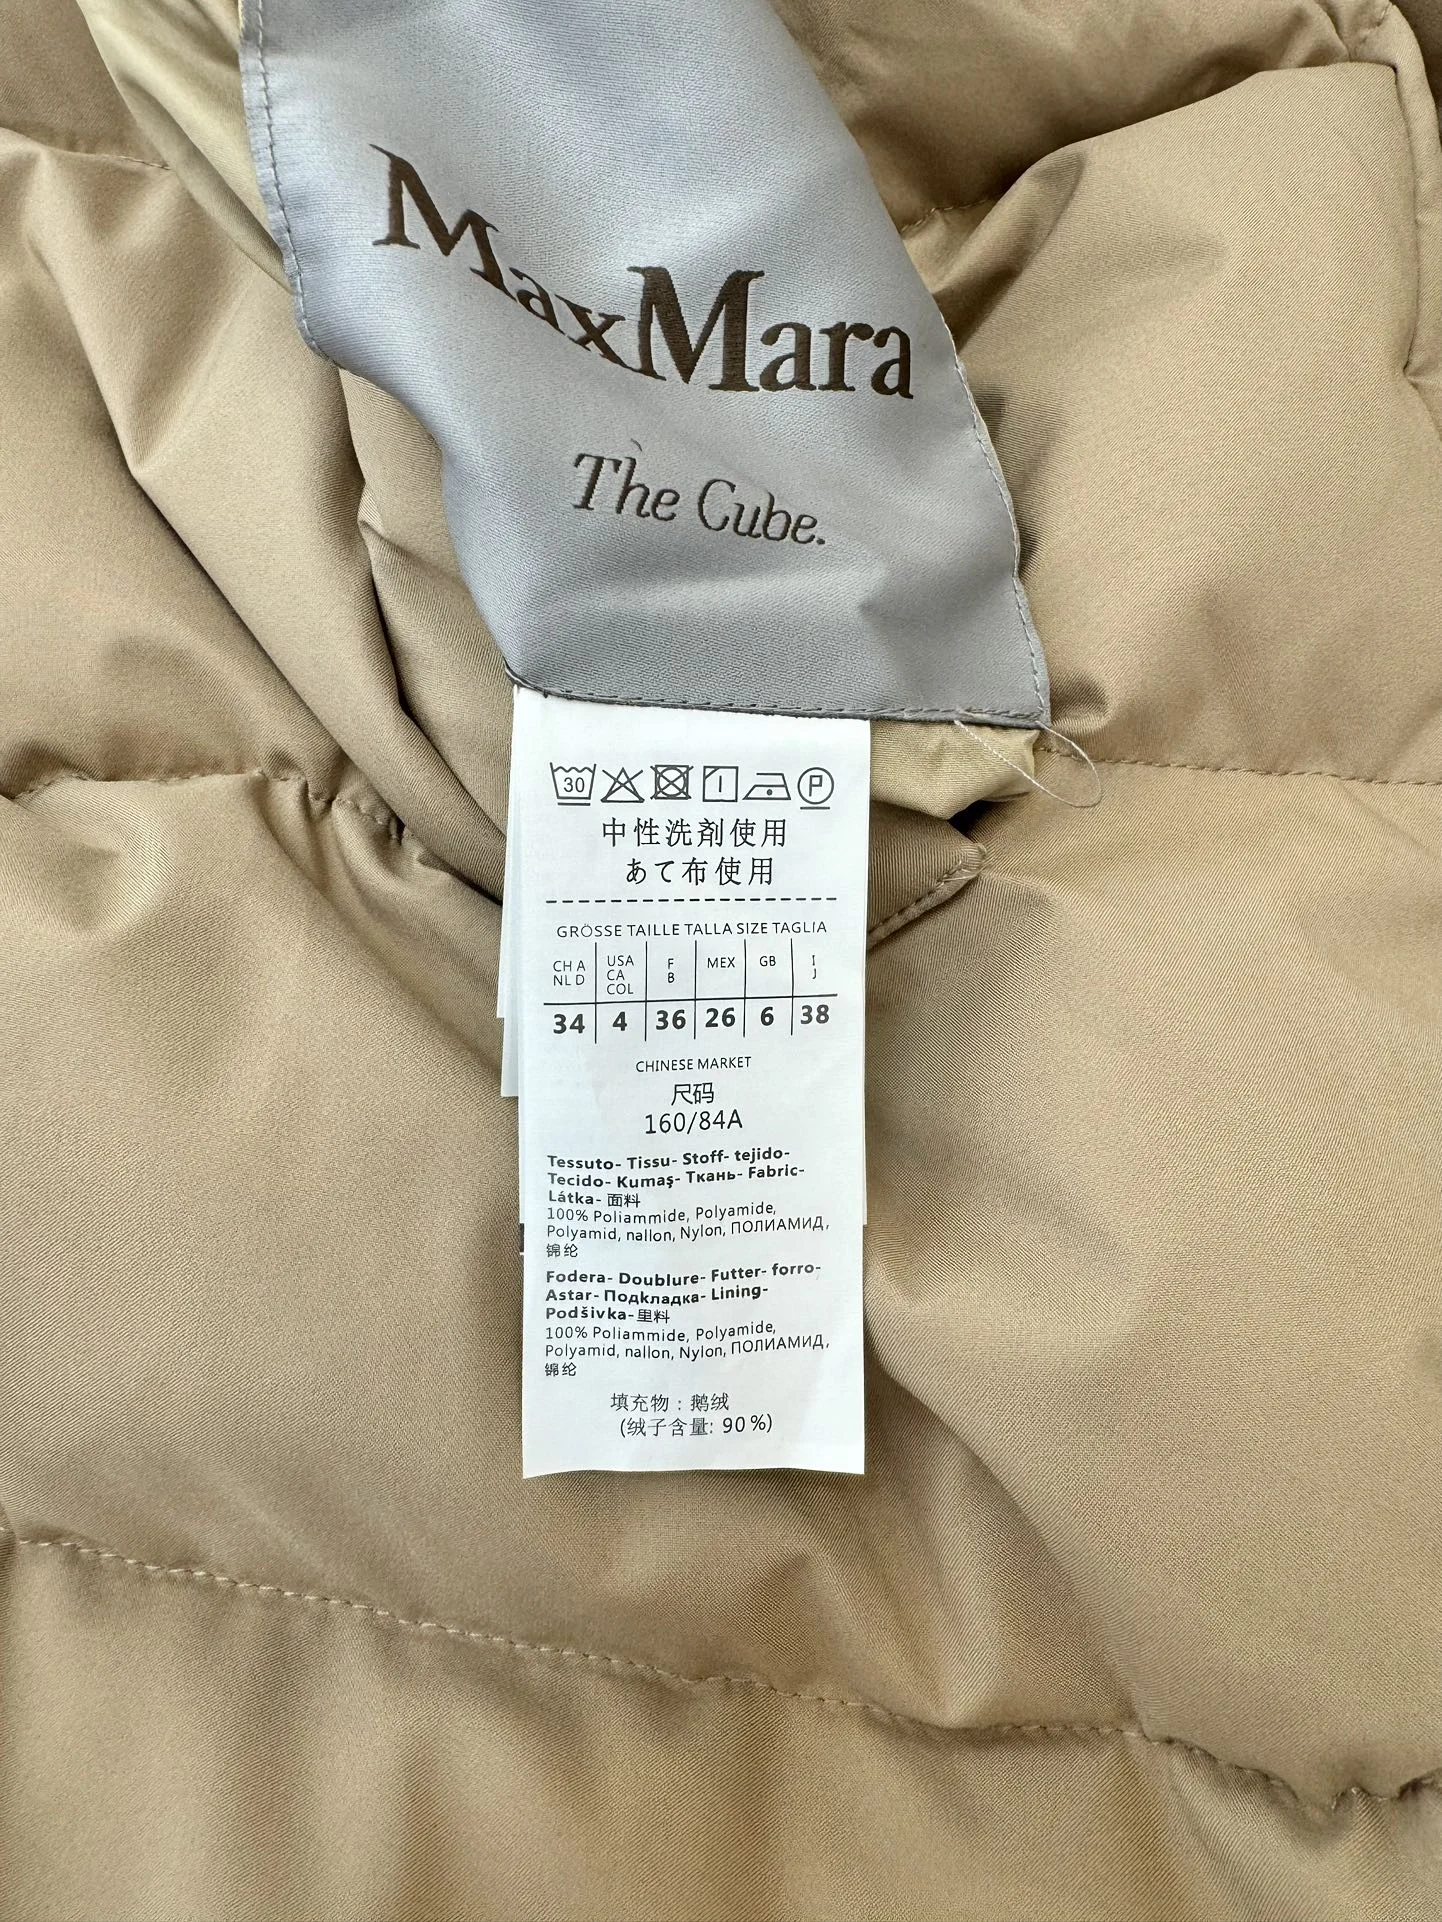 MaxMara
The Cube.
30 P
中性洗剤使用
あて布使用
GRÖSSE TAILLE TALLA SIZE TAGLIA
CH A NL D USA CA COL F B MEX GB I J
34 4 36 26 6 38
CHINESE MARKET
尺码
160/84A
Tessuto- Tissu- Stoff- tejido-
Tecido- Kumaş- Ткань- Fabric-
Látka- 面料
100% Poliammide, Polyamide,
Polyamid, nallon, Nylon, ПОЛИАМИД,
锦纶
Fodera- Doublure- Futter- forro-
Astar- Подкладка- Lining-
Podšívka-里料
100% Poliammide, Polyamide,
Polyamid, nallon, Nylon, ПОЛИАМИД,
锦纶
填充物：鹅绒
(绒子含量: 90%)